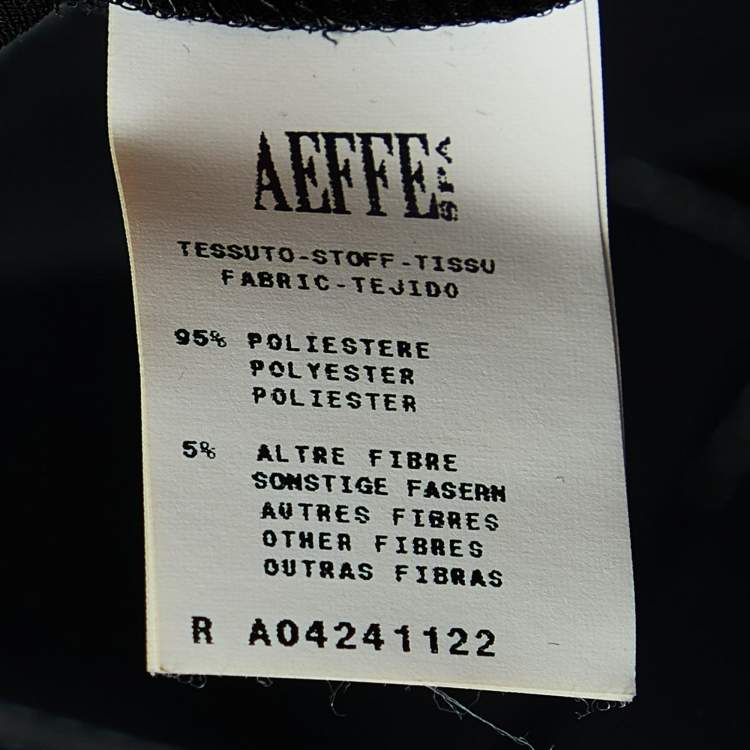 AEFFE SPA
TESSUTO-STOFF-TISSU
FABRIC-TEJIDO
95% POLIESTERE
POLYESTER
POLIESTER
5% ALTRE FIBRE
SONSTIGE FASERN
AUTRES FIBRES
OTHER FIBRES
OUTRAS FIBRAS
R A04241122